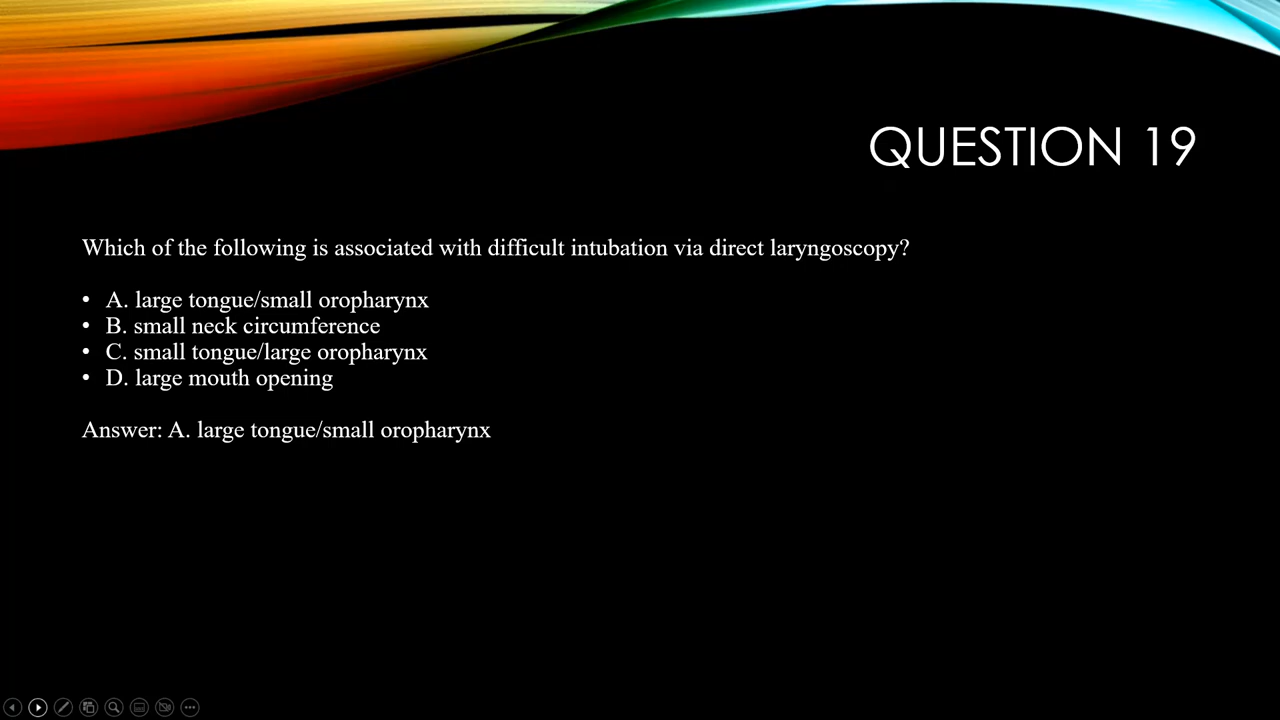 QUESTION 19
Which of the following is associated with difficult intubation via direct laryngoscopy?
• A. large tongue/small oropharynx
• B. small neck circumference
• C. small tongue/large oropharynx
• D. large mouth opening
Answer: A. large tongue/small oropharynx